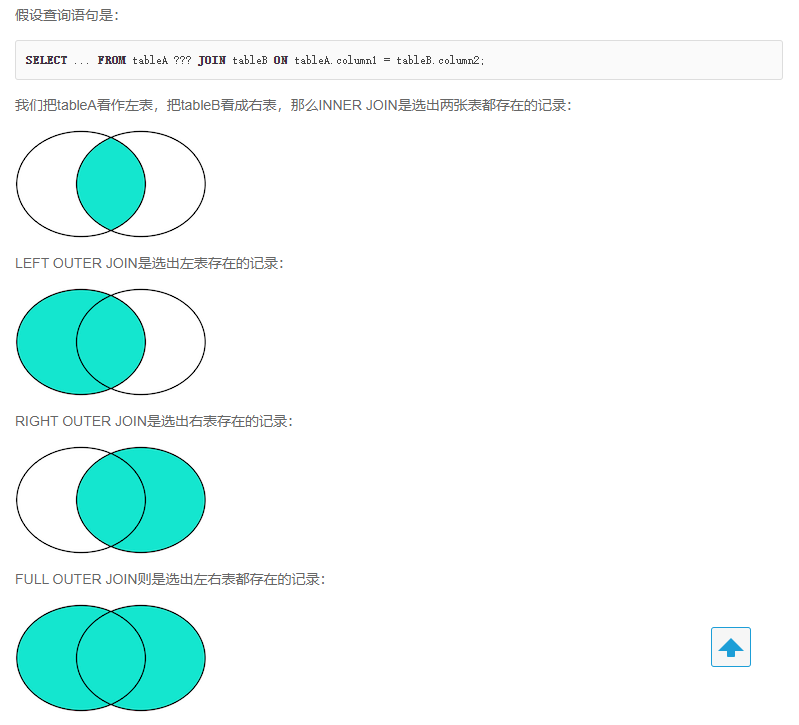 假设查询语句是：
SELECT ... FROM tableA ??? JOIN tableB ON tableA.column1 = tableB.column2;
我们把tableA看作左表，把tableB看成右表，那么INNER JOIN是选出两张表都存在的记录：
LEFT OUTER JOIN是选出左表存在的记录：
RIGHT OUTER JOIN是选出右表存在的记录：
FULL OUTER JOIN则是选出左右表都存在的记录：